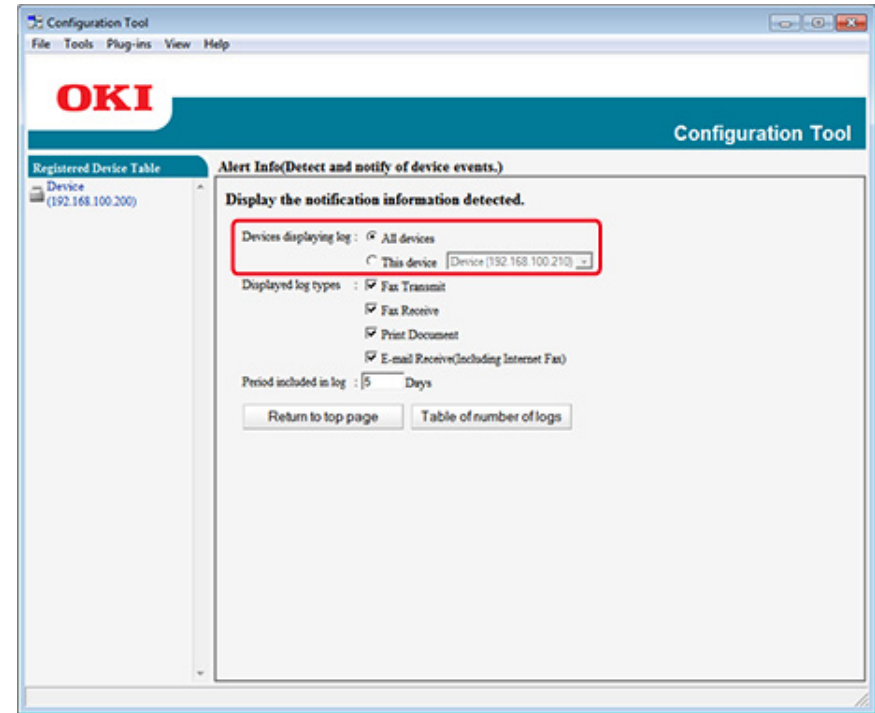 Configuration Tool
File Tools Plug-ins View Help
OKI
Configuration Tool
Registered Device Table
Device
(192.168.100.200)
Alert Info(Detect and notify of device events.)
Display the notification information detected.
Devices displaying log : All devices
This device Device (192.168.100.210)
Displayed log types : Fax Transmit
Fax Receive
Print Document
E-mail Receive(Including Internet Fax)
Period included in log : 5 Days
Return to top page Table of number of logs